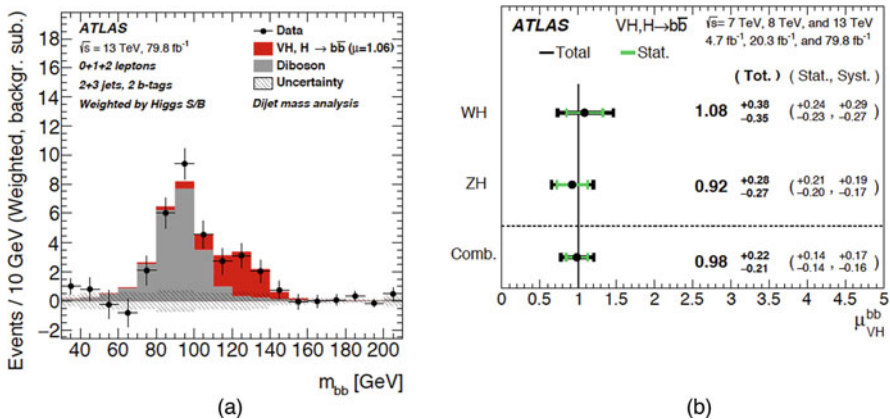 ATLAS
√s = 13 TeV, 79.8 fb⁻¹
0+1+2 leptons
2+3 jets, 2 b-tags
Weighted by Higgs S/B
Data
VH, H → bb̅ (μ=1.06)
Diboson
Uncertainty
Dijet mass analysis
Events / 10 GeV (Weighted, backgr. sub.)
18
16
14
12
10
8
6
4
2
0
−2
40 60 80 100 120 140 160 180 200
m_bb [GeV]
(a)
ATLAS VH, H→bb̅ √s= 7 TeV, 8 TeV, and 13 TeV
4.7 fb⁻¹, 20.3 fb⁻¹, and 79.8 fb⁻¹
Total Stat.
( Tot. ) ( Stat., Syst. )
WH 1.08 +0.38 −0.35 ( +0.24 −0.23 , +0.29 −0.27 )
ZH 0.92 +0.28 −0.27 ( +0.21 −0.20 , +0.19 −0.17 )
Comb. 0.98 +0.22 −0.21 ( +0.14 −0.14 , +0.17 −0.16 )
0 0.5 1 1.5 2 2.5 3 3.5 4 4.5 5
μ^bb_VH
(b)